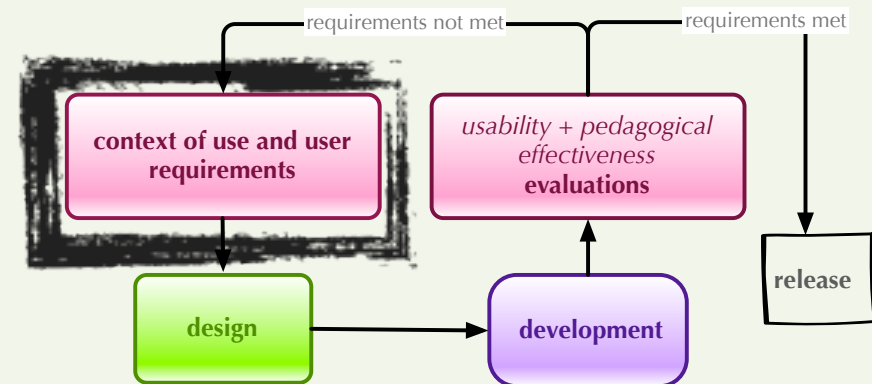 requirements not met
requirements met
context of use and user
requirements
usability + pedagogical
effectiveness
evaluations
release
design
development